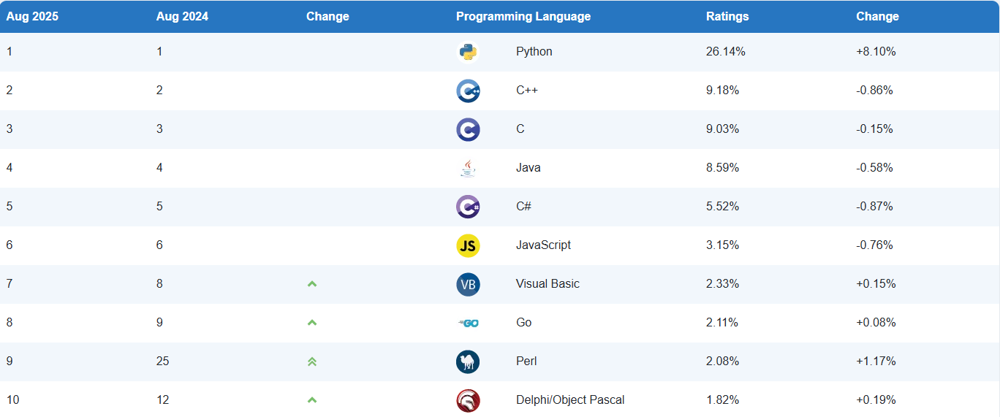 Aug 2025 Aug 2024 Change Programming Language Ratings Change
1 1 Python 26.14% +8.10%
2 2 C++ 9.18% -0.86%
3 3 C 9.03% -0.15%
4 4 Java 8.59% -0.58%
5 5 C# 5.52% -0.87%
6 6 JS JavaScript 3.15% -0.76%
7 8 VB Visual Basic 2.33% +0.15%
8 9 GO Go 2.11% +0.08%
9 25 Perl 2.08% +1.17%
10 12 Delphi/Object Pascal 1.82% +0.19%